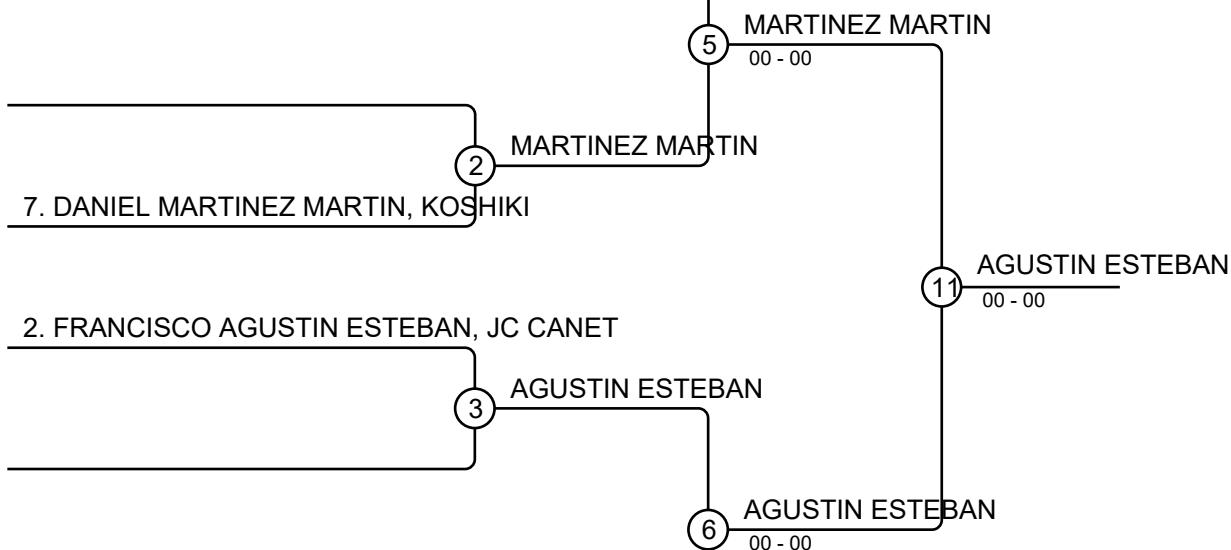 MARTINEZ MARTIN
5
00 - 00
MARTINEZ MARTIN
2
7. DANIEL MARTINEZ MARTIN, KOSHIKI
AGUSTIN ESTEBAN
11
00 - 00
2. FRANCISCO AGUSTIN ESTEBAN, JC CANET
AGUSTIN ESTEBAN
3
AGUSTIN ESTEBAN
6
00 - 00